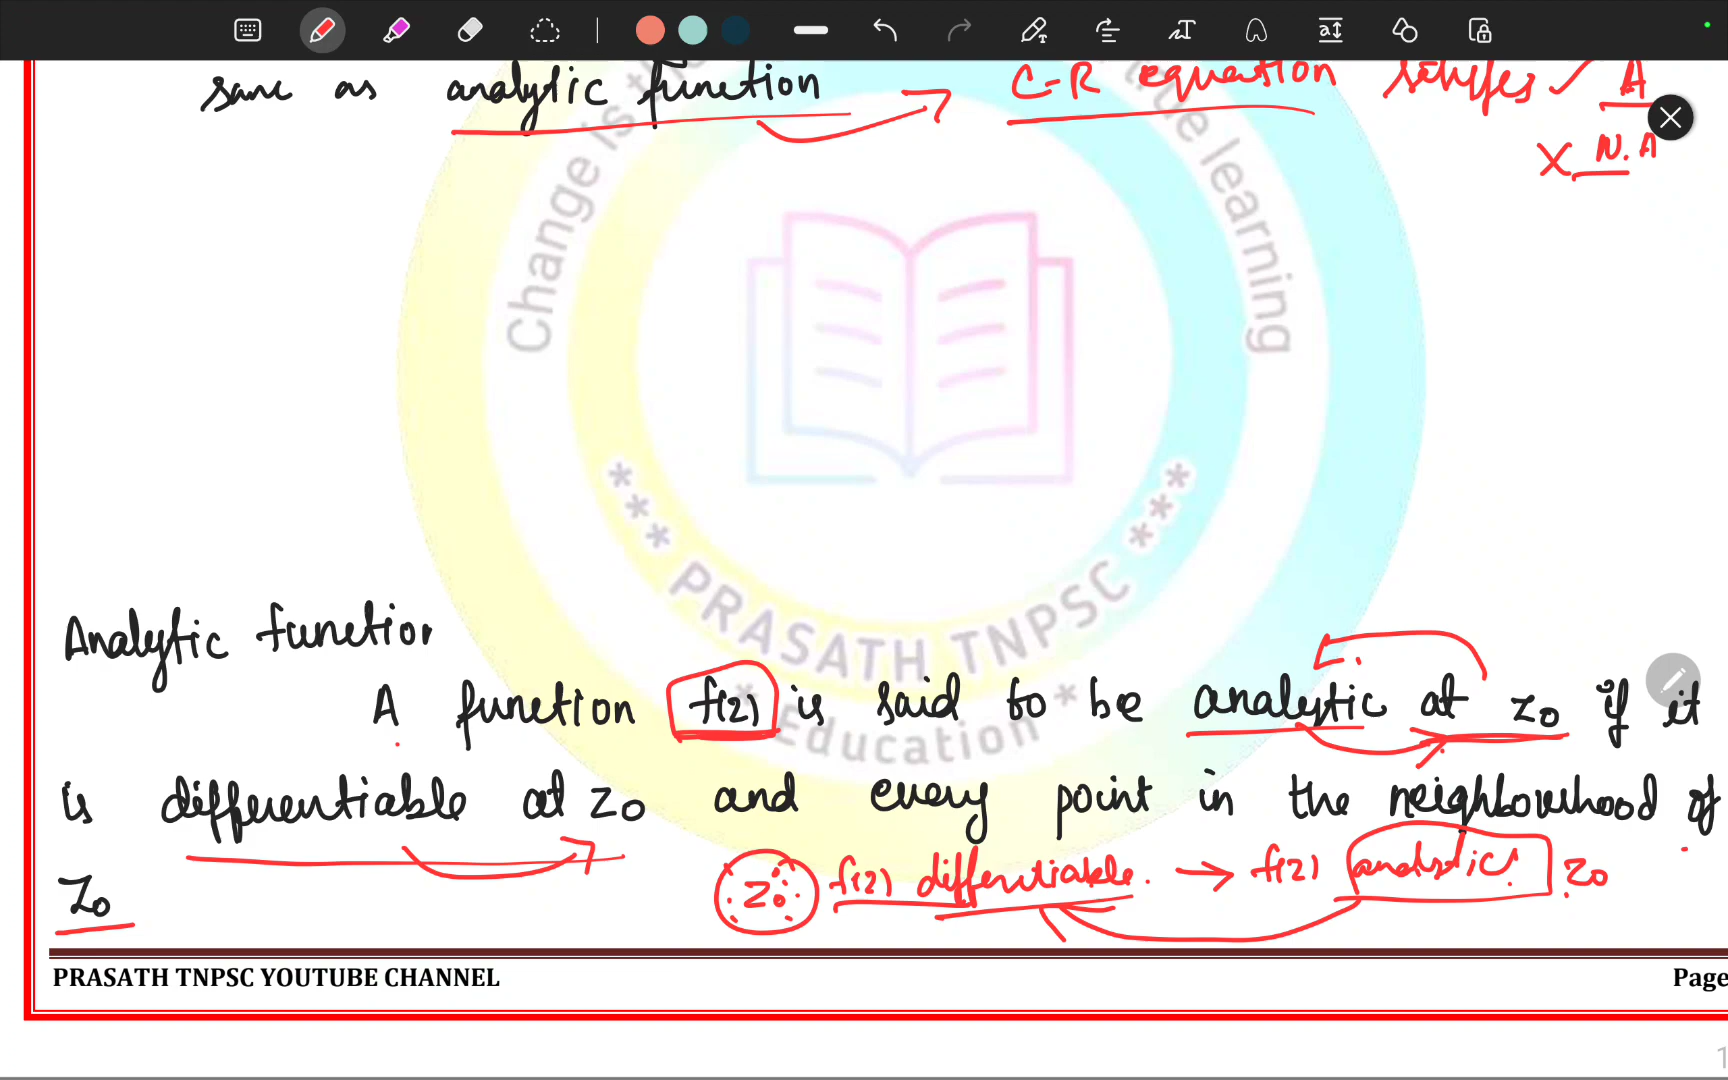 same as analytic function → C-R equation satisfies ✓ A
✗ N.A
Change is the
true learning
*** PRASATH TNPSC ***
* Education *
Analytic function
A function f(z) is said to be analytic at z₀ if it
is differentiable at z₀ and every point in the neighbourhood of
z₀
z₀ f(z) differentiable. → f(z) analytic z₀
PRASATH TNPSC YOUTUBE CHANNEL
Page
1